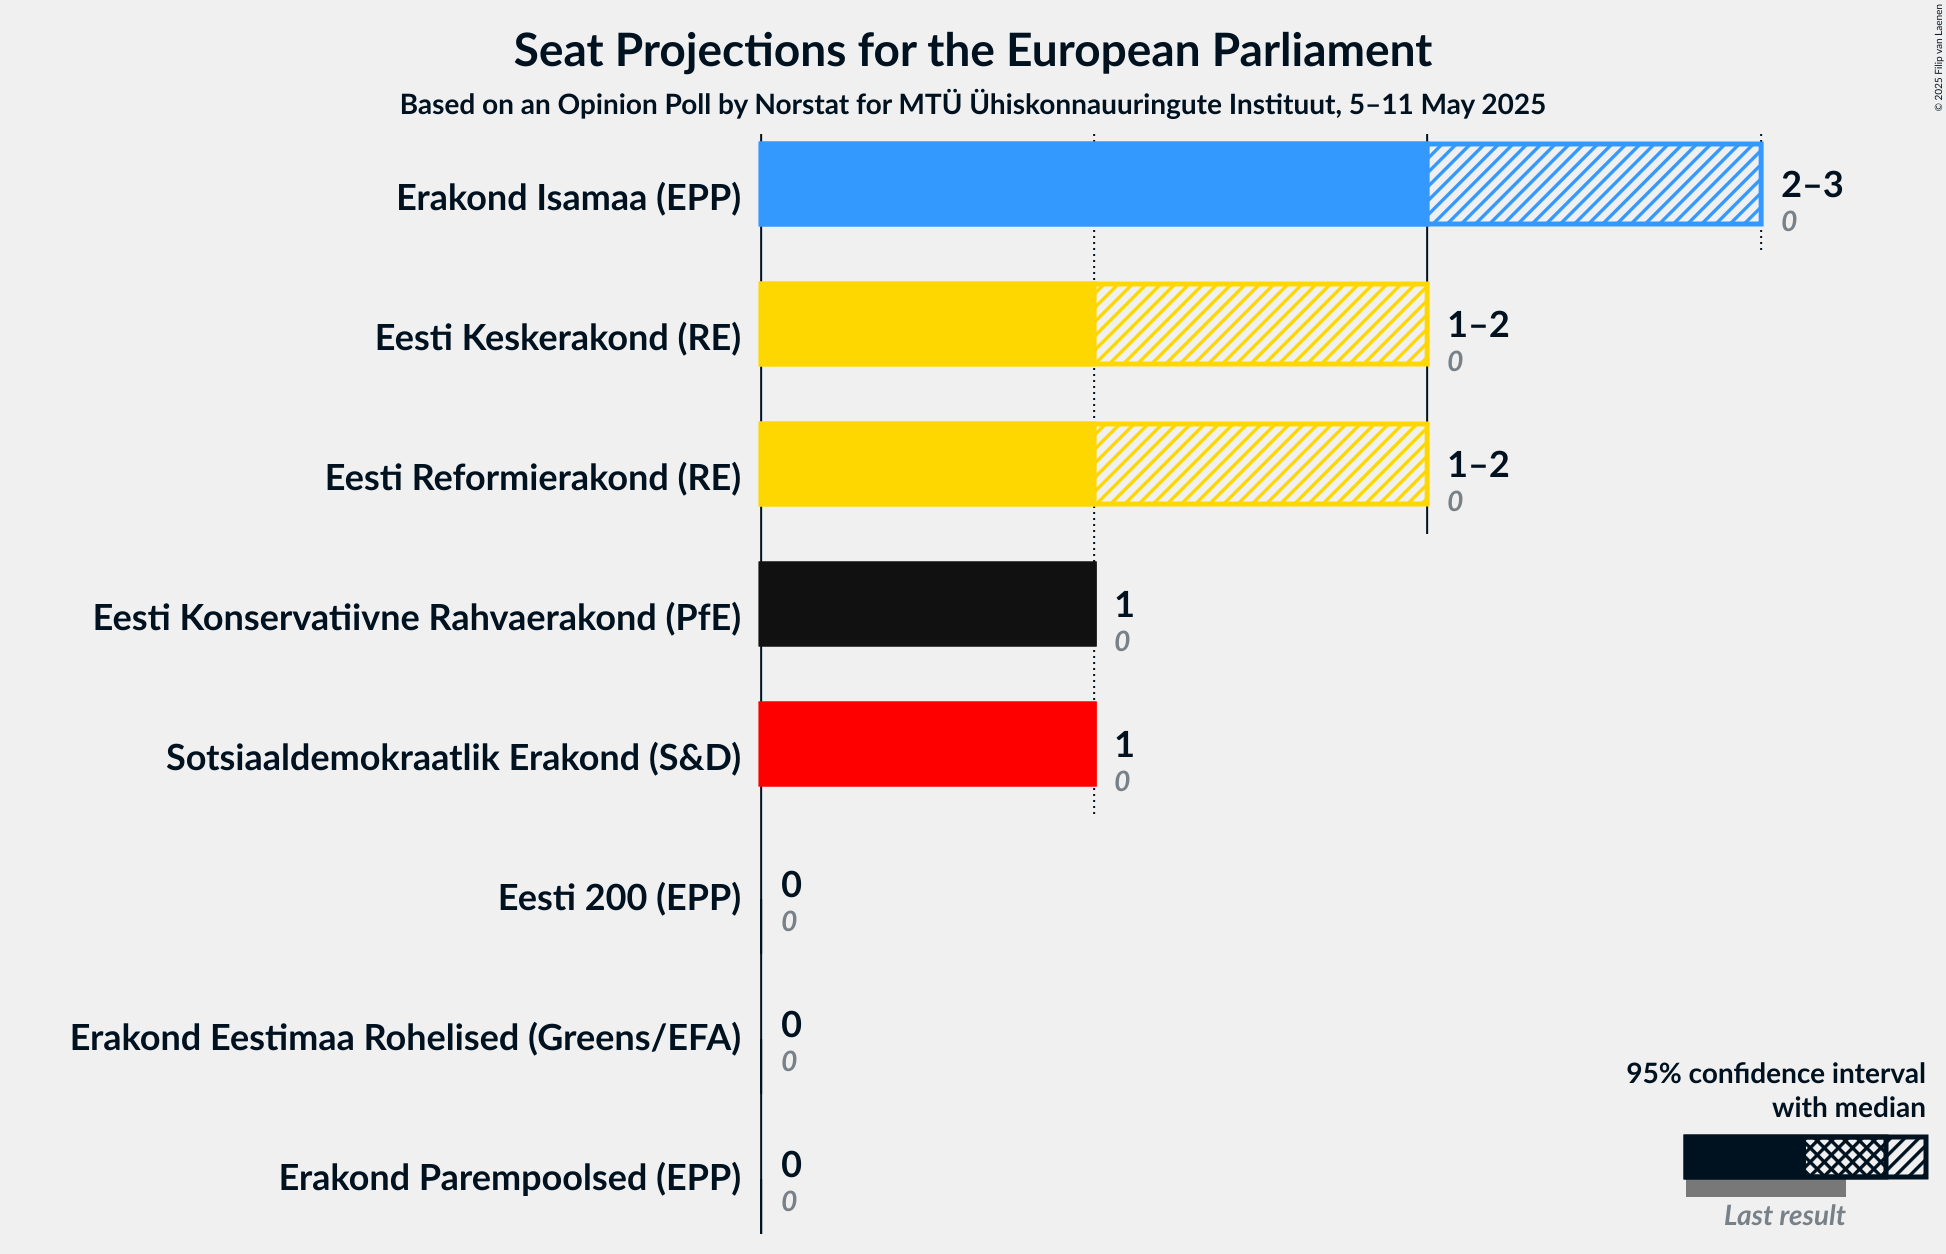 Seat Projections for the European Parliament
Based on an Opinion Poll by Norstat for MTÜ Ühiskonnauuringute Instituut, 5–11 May 2025
© 2025 Filip van Laenen
Erakond Isamaa (EPP)
2–3
0
Eesti Keskerakond (RE)
1–2
0
Eesti Reformierakond (RE)
1–2
0
Eesti Konservatiivne Rahvaerakond (PfE)
1
0
Sotsiaaldemokraatlik Erakond (S&D)
1
0
Eesti 200 (EPP)
0
0
Erakond Eestimaa Rohelised (Greens/EFA)
0
0
Erakond Parempoolsed (EPP)
0
0
95% confidence interval
with median
Last result